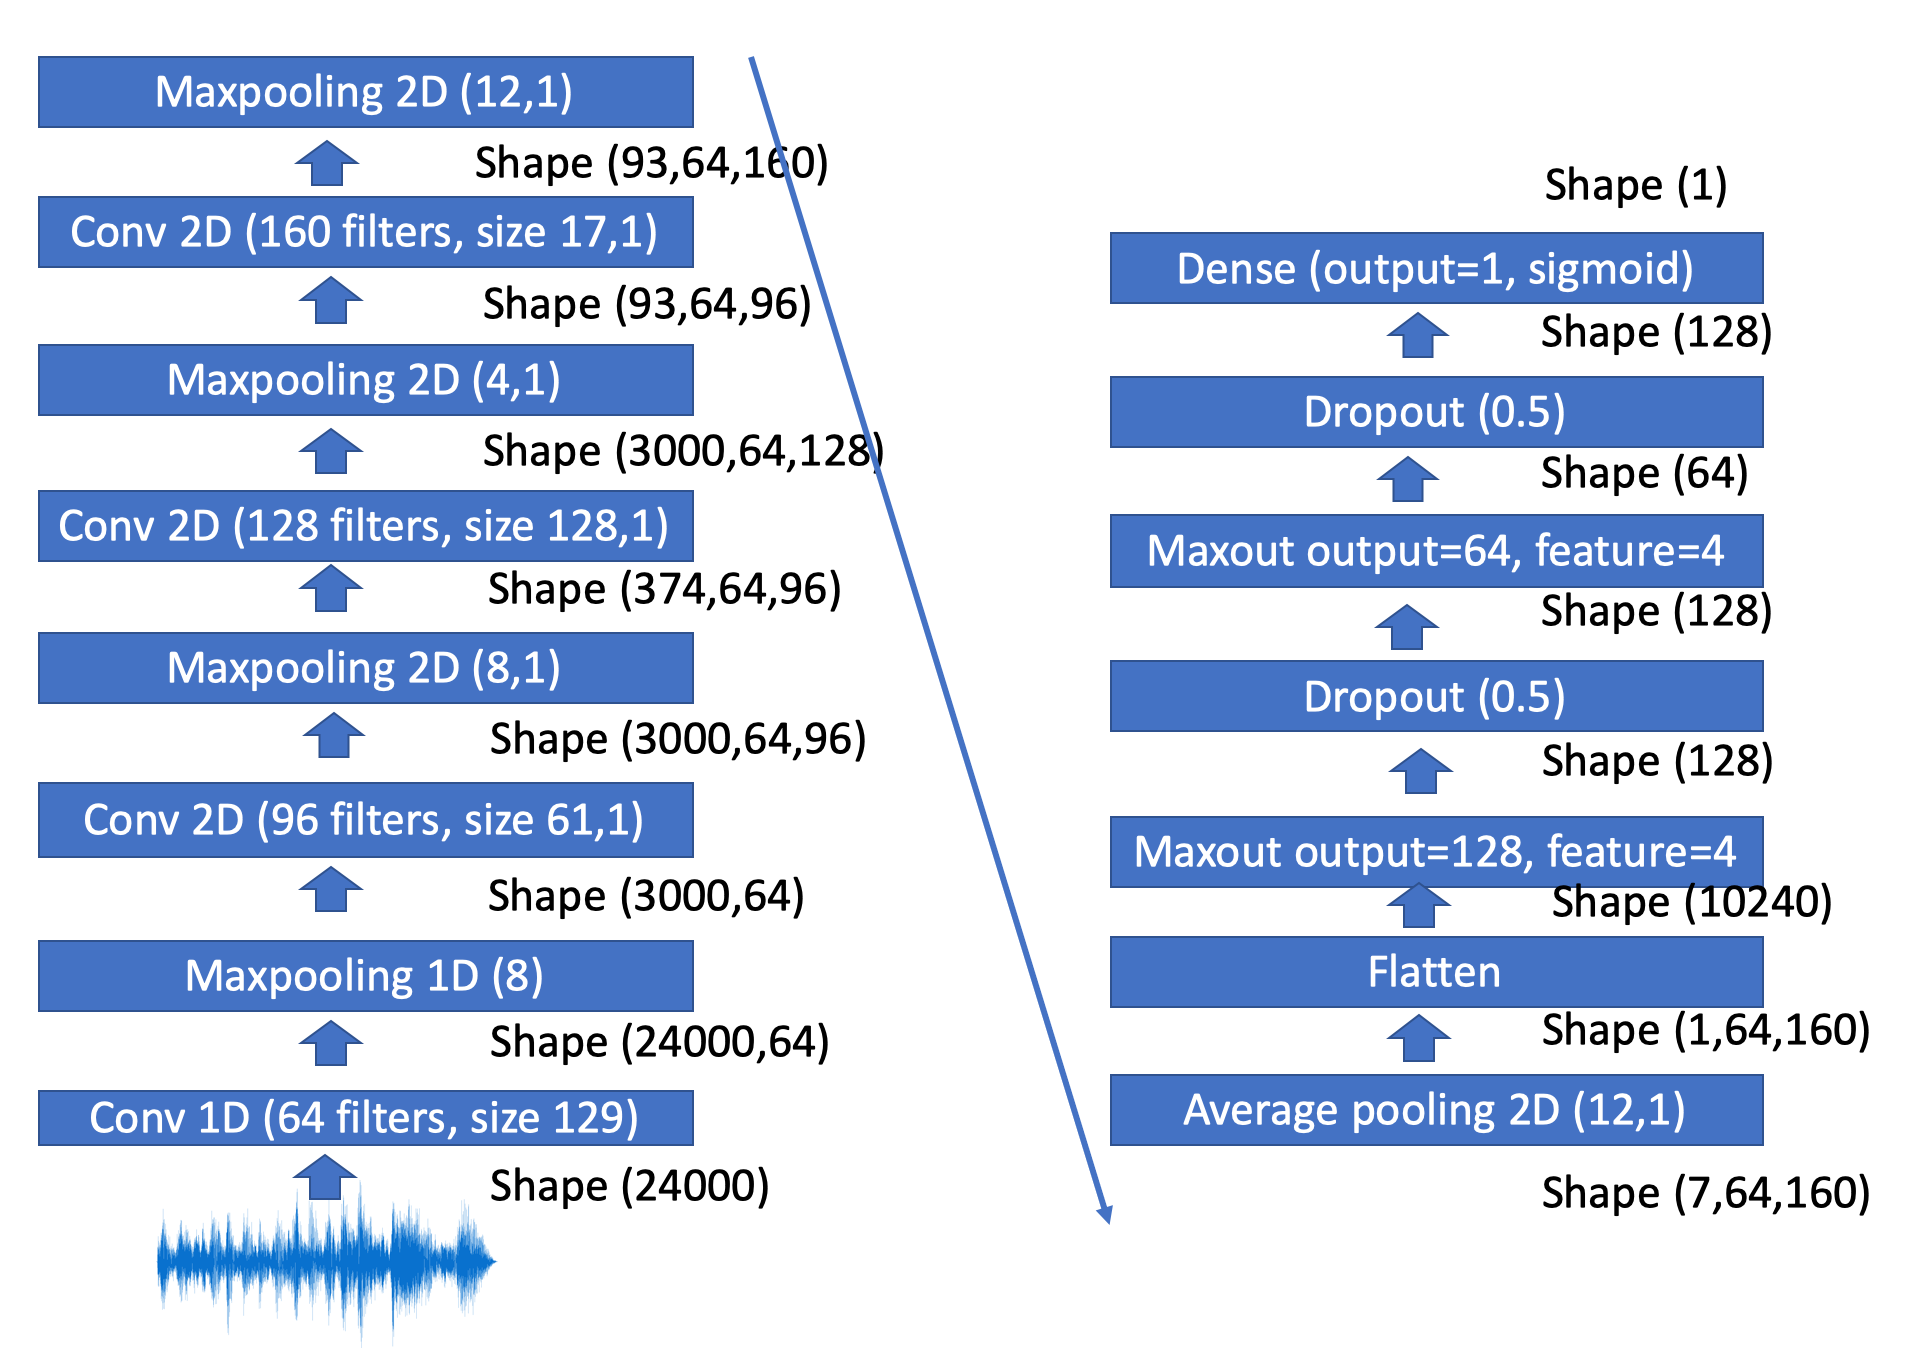 Maxpooling 2D (12,1)
Shape (93,64,160)
Conv 2D (160 filters, size 17,1)
Shape (93,64,96)
Maxpooling 2D (4,1)
Shape (3000,64,128)
Conv 2D (128 filters, size 128,1)
Shape (374,64,96)
Maxpooling 2D (8,1)
Shape (3000,64,96)
Conv 2D (96 filters, size 61,1)
Shape (3000,64)
Maxpooling 1D (8)
Shape (24000,64)
Conv 1D (64 filters, size 129)
Shape (24000)
Shape (1)
Dense (output=1, sigmoid)
Shape (128)
Dropout (0.5)
Shape (64)
Maxout output=64, feature=4
Shape (128)
Dropout (0.5)
Shape (128)
Maxout output=128, feature=4
Shape (10240)
Flatten
Shape (1,64,160)
Average pooling 2D (12,1)
Shape (7,64,160)